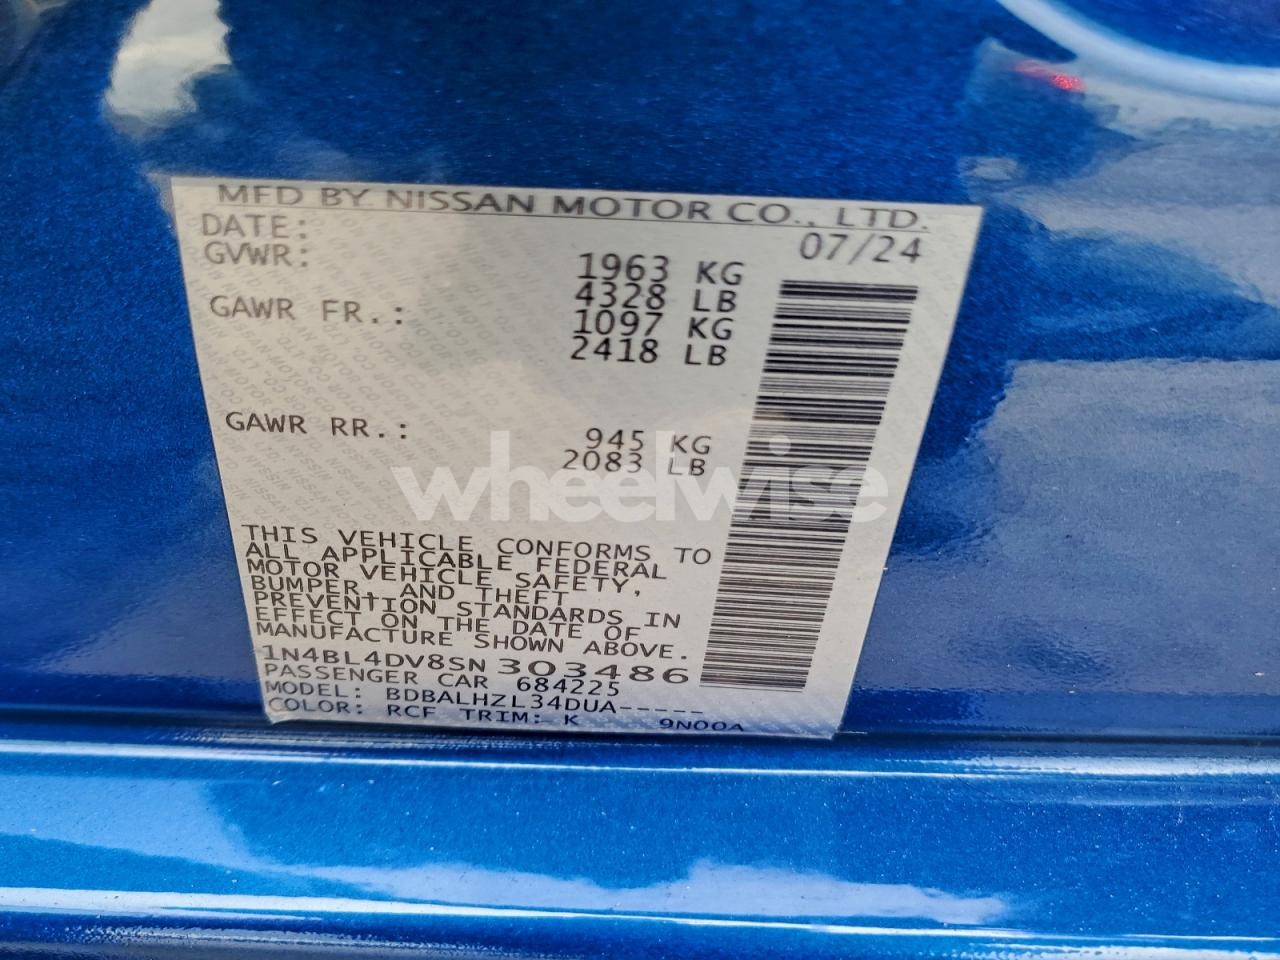 MFD BY NISSAN MOTOR CO., LTD.
DATE: 07/24
GVWR: 1963 KG
4328 LB
GAWR FR.: 1097 KG
2418 LB
GAWR RR.: 945 KG
2083 LB
wheelwise
THIS VEHICLE CONFORMS TO
ALL APPLICABLE FEDERAL
MOTOR VEHICLE SAFETY,
BUMPER, AND THEFT
PREVENTION STANDARDS IN
EFFECT ON THE DATE OF
MANUFACTURE SHOWN ABOVE.
1N4BL4DV8SN303486
PASSENGER CAR 684225
MODEL: BDBALHZL34DUA-----
COLOR: RCF TRIM: K 9N00A